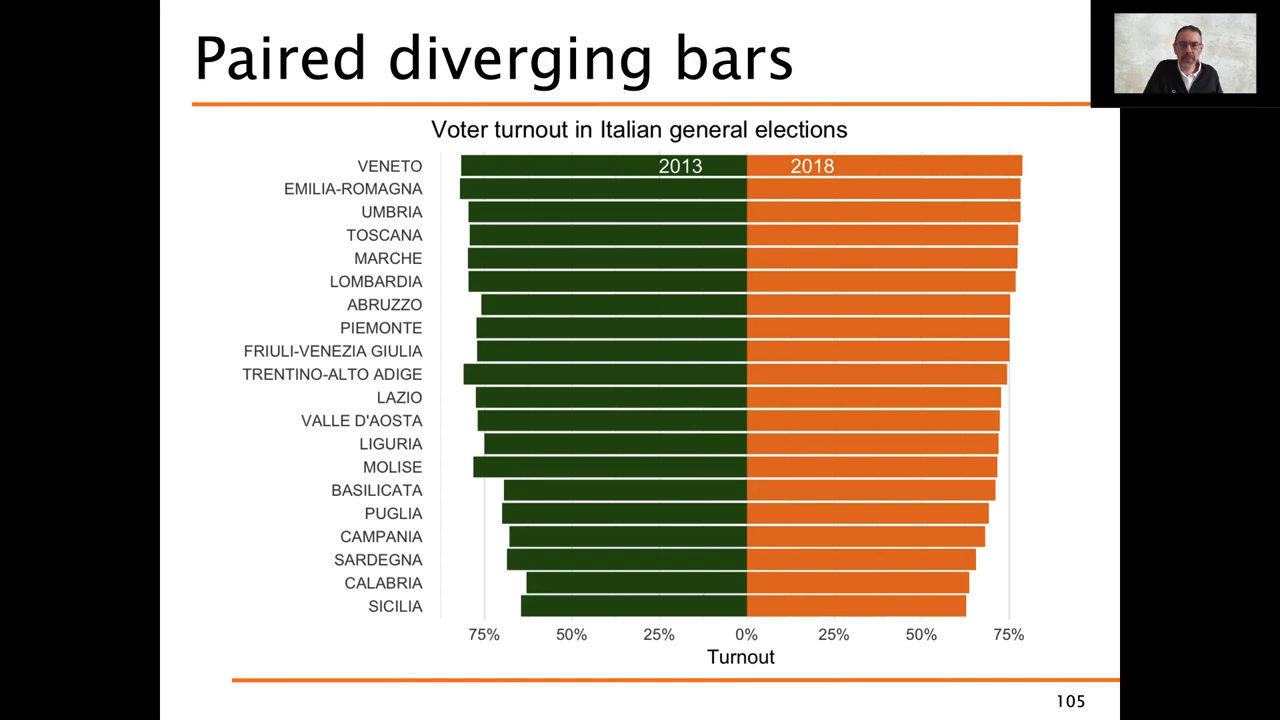 Paired diverging bars
Voter turnout in Italian general elections
2013 2018
VENETO
EMILIA-ROMAGNA
UMBRIA
TOSCANA
MARCHE
LOMBARDIA
ABRUZZO
PIEMONTE
FRIULI-VENEZIA GIULIA
TRENTINO-ALTO ADIGE
LAZIO
VALLE D'AOSTA
LIGURIA
MOLISE
BASILICATA
PUGLIA
CAMPANIA
SARDEGNA
CALABRIA
SICILIA
75% 50% 25% 0% 25% 50% 75%
Turnout
105